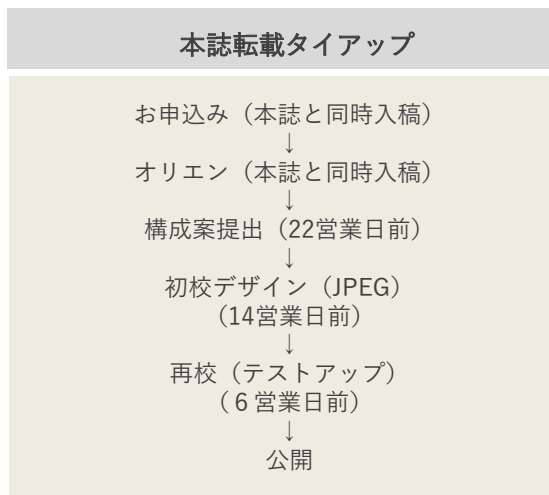 本誌転載タイアップ
お申込み（本誌と同時入稿）
↓
オリエン（本誌と同時入稿）
↓
構成案提出（22営業日前）
↓
初校デザイン（JPEG）
（14営業日前）
↓
再校（テストアップ）
（６営業日前）
↓
公開